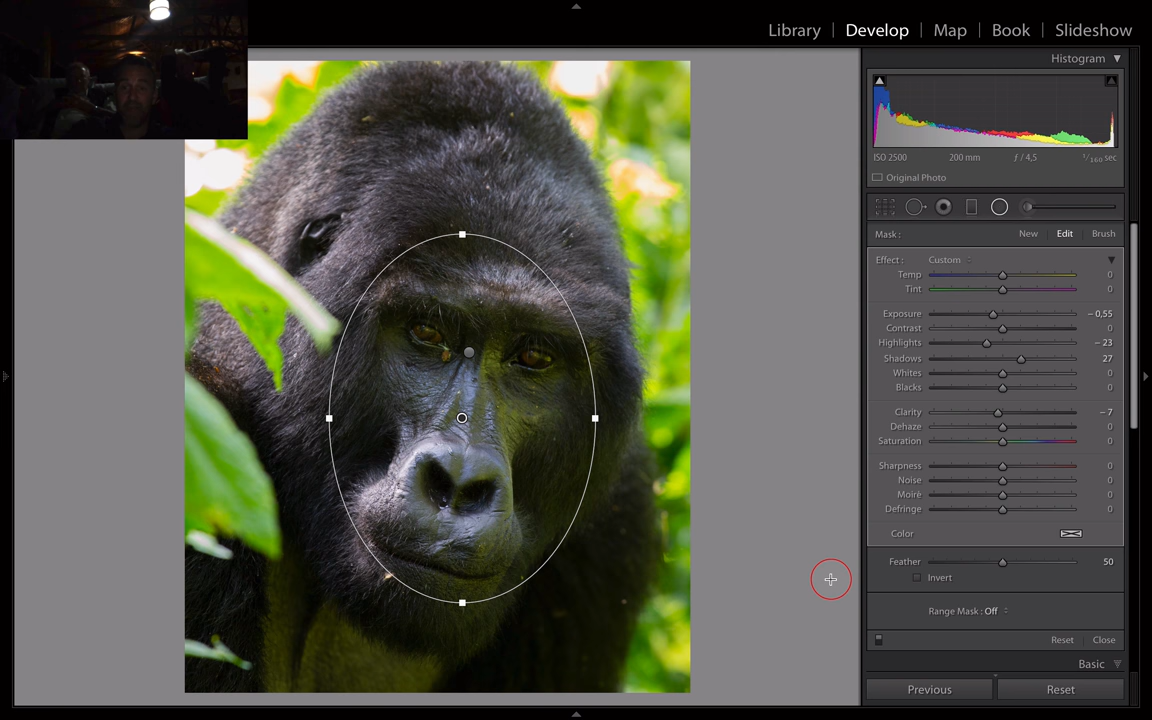 Library | Develop | Map | Book | Slideshow
Histogram
ISO 2500 200 mm ƒ / 4,5 1/160 sec
Original Photo
Mask : New Edit Brush
Effect : Custom
Temp 0
Tint 0
Exposure – 0,55
Contrast 0
Highlights – 23
Shadows 27
Whites 0
Blacks 0
Clarity – 7
Dehaze 0
Saturation 0
Sharpness 0
Noise 0
Moiré 0
Defringe 0
Color
Feather 50
Invert
Range Mask : Off
Reset Close
Basic
Previous Reset